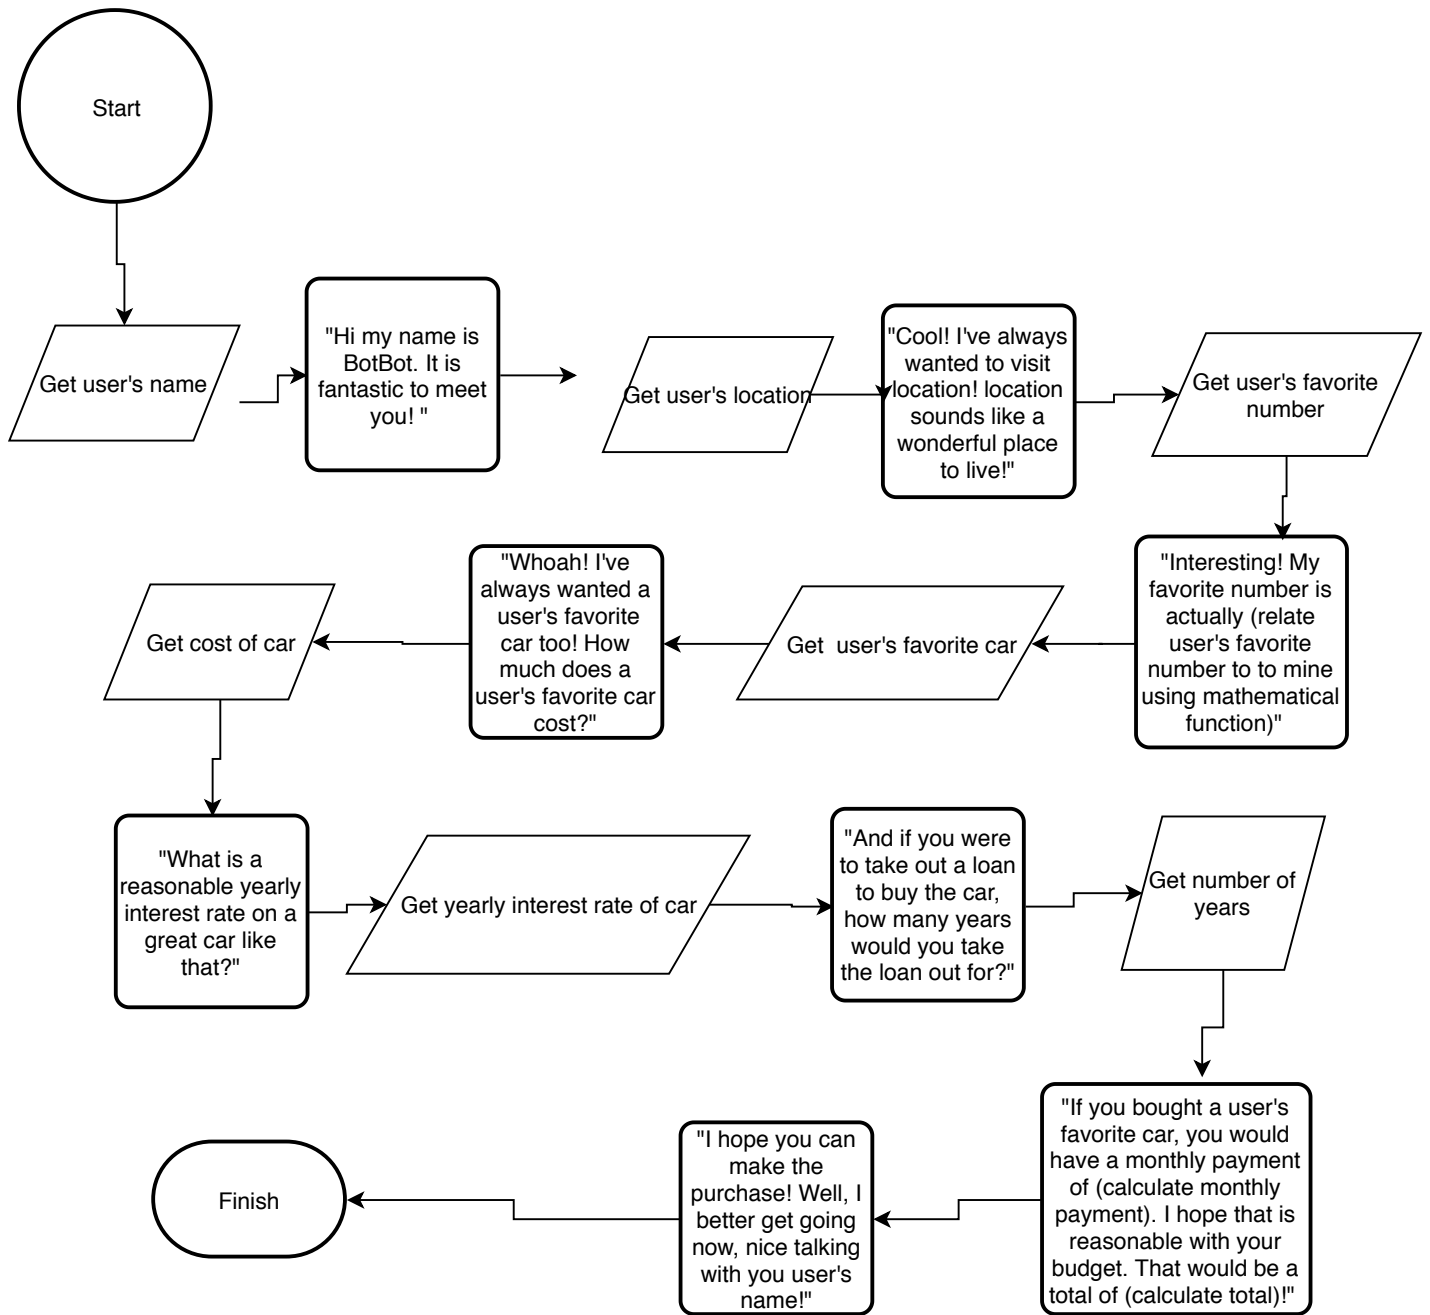 Start
Get user's name
"Hi my name is
BotBot. It is
fantastic to meet
you! "
Get user's location
"Cool! I've always
wanted to visit
location! location
sounds like a
wonderful place
to live!"
Get user's favorite
number
"Interesting! My
favorite number is
actually (relate
user's favorite
number to to mine
using mathematical
function)"
Get  user's favorite car
"Whoah! I've
always wanted a
user's favorite
car too! How
much does a
user's favorite car
cost?"
Get cost of car
"What is a
reasonable yearly
interest rate on a
great car like
that?"
Get yearly interest rate of car
"And if you were
to take out a loan
to buy the car,
how many years
would you take
the loan out for?"
Get number of
years
"If you bought a user's
favorite car, you would
have a monthly payment
of (calculate monthly
payment). I hope that is
reasonable with your
budget. That would be a
total of (calculate total)!"
"I hope you can
make the
purchase! Well, I
better get going
now, nice talking
with you user's
name!"
Finish